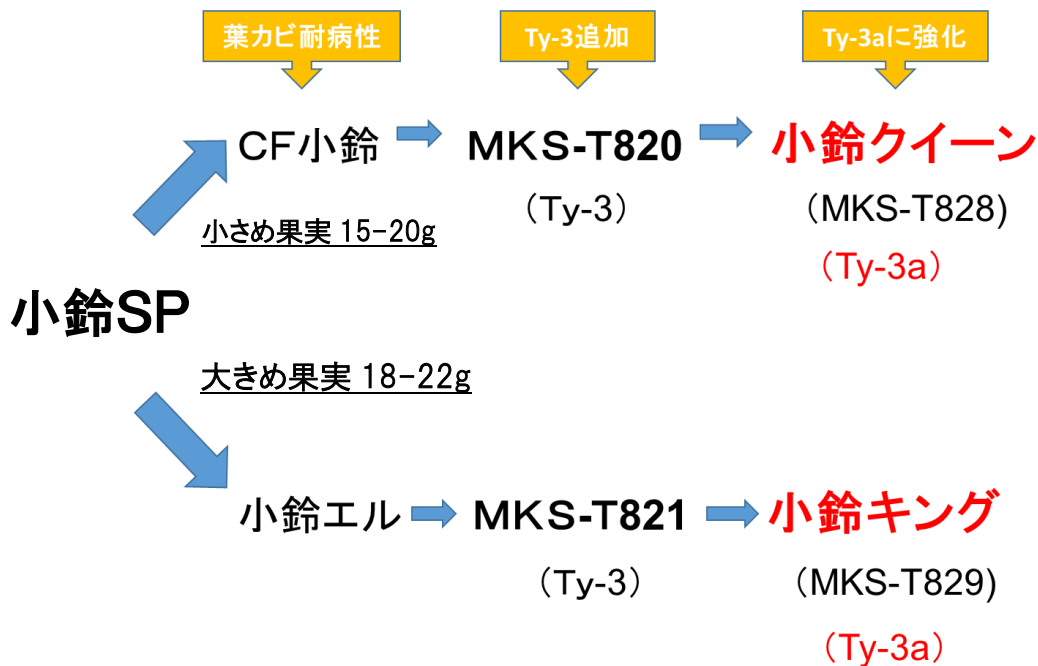 葉カビ耐病性
Ty-3追加
Ty-3aに強化
CF小鈴
MKS-T820
小鈴クイーン
（Ty-3）
（MKS-T828)
小さめ果実 15-20g
（Ty-3a）
小鈴SP
大きめ果実 18-22g
小鈴エル
MKS-T821
小鈴キング
（Ty-3）
（MKS-T829)
（Ty-3a）